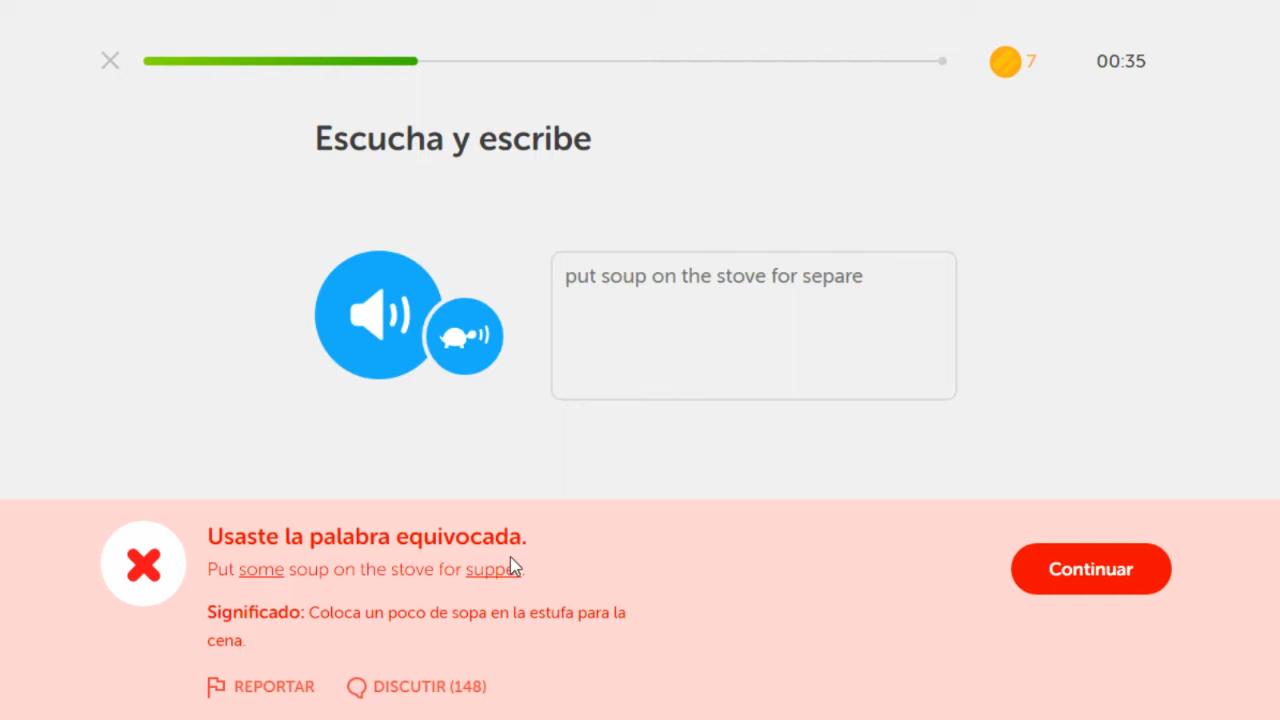 7
00:35
Escucha y escribe
put soup on the stove for separe
Usaste la palabra equivocada.
Put some soup on the stove for
Significado: Coloca un poco de sopa en la estufa para la
cena.
Continuar
REPORTAR
DISCUTIR (148)